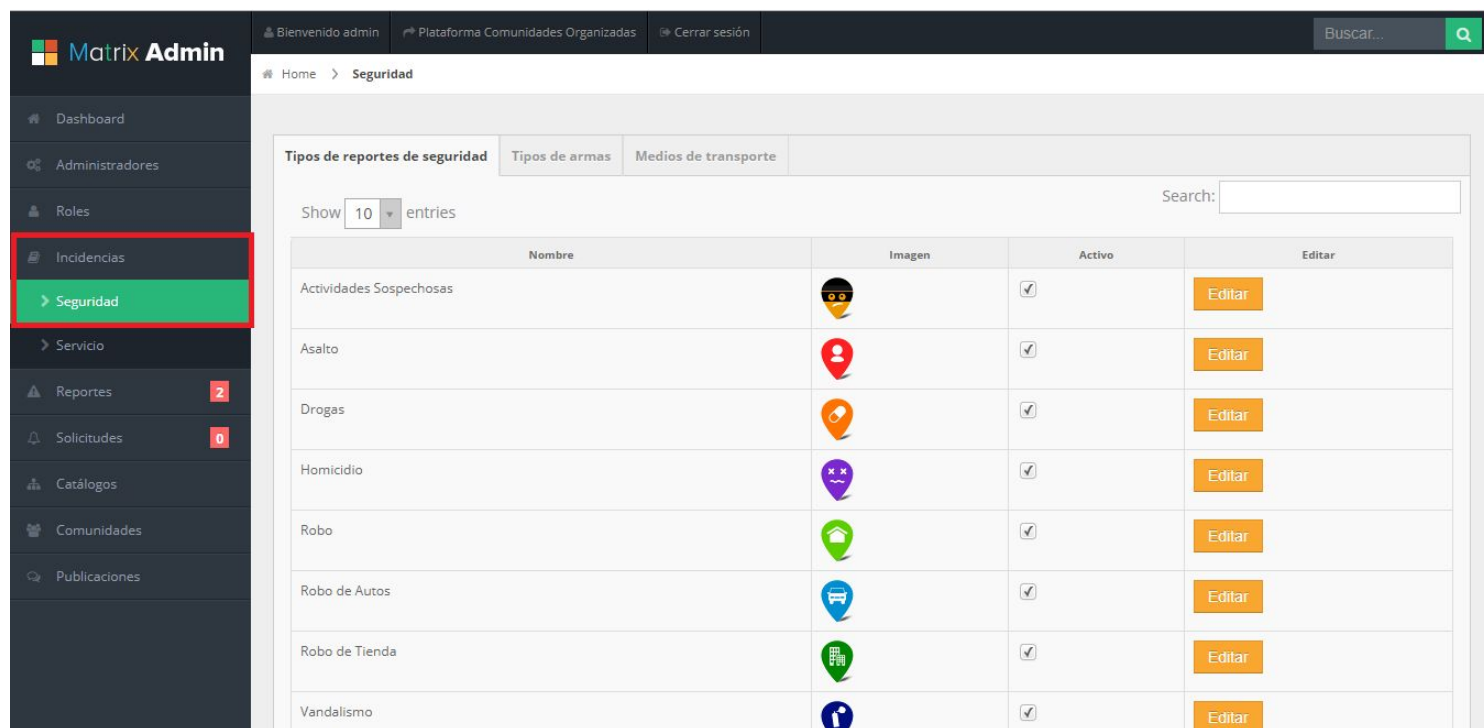 Matrix Admin
Bienvenido admin Plataforma Comunidades Organizadas Cerrar sesión Buscar...
Home > Seguridad
Dashboard
Administradores
Roles
Incidencias
> Seguridad
> Servicio
Reportes 2
Solicitudes 0
Catálogos
Comunidades
Publicaciones
Tipos de reportes de seguridad Tipos de armas Medios de transporte
Show 10 entries Search:
Nombre Imagen Activo Editar
Actividades Sospechosas Editar
Asalto Editar
Drogas Editar
Homicidio Editar
Robo Editar
Robo de Autos Editar
Robo de Tienda Editar
Vandalismo Editar